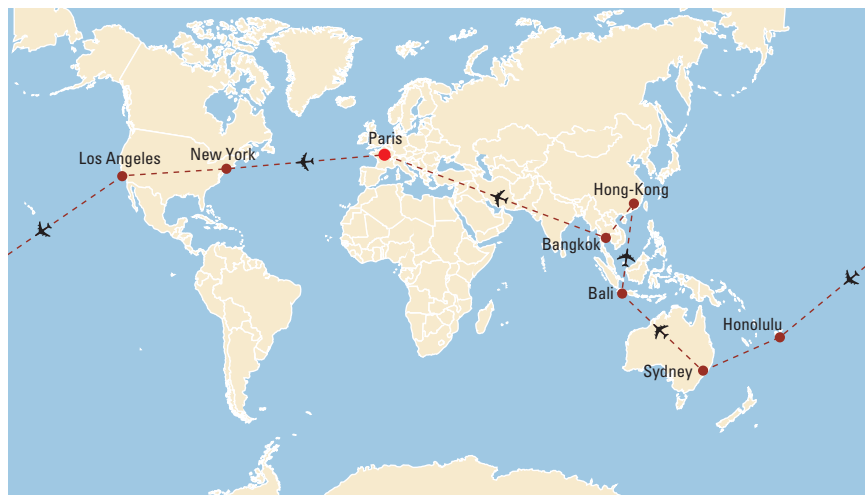 Paris
Los Angeles
New York
Hong-Kong
Bangkok
Bali
Honolulu
Sydney